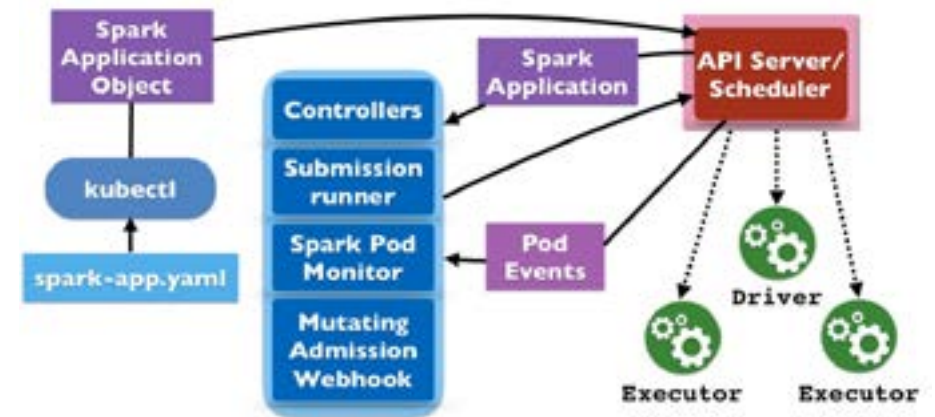 Spark
Application
Object
kubectl
spark-app.yaml
Controllers
Submission
runner
Spark Pod
Monitor
Mutating
Admission
Webhook
Spark
Application
Pod
Events
API Server/
Scheduler
Driver
Executor
Executor